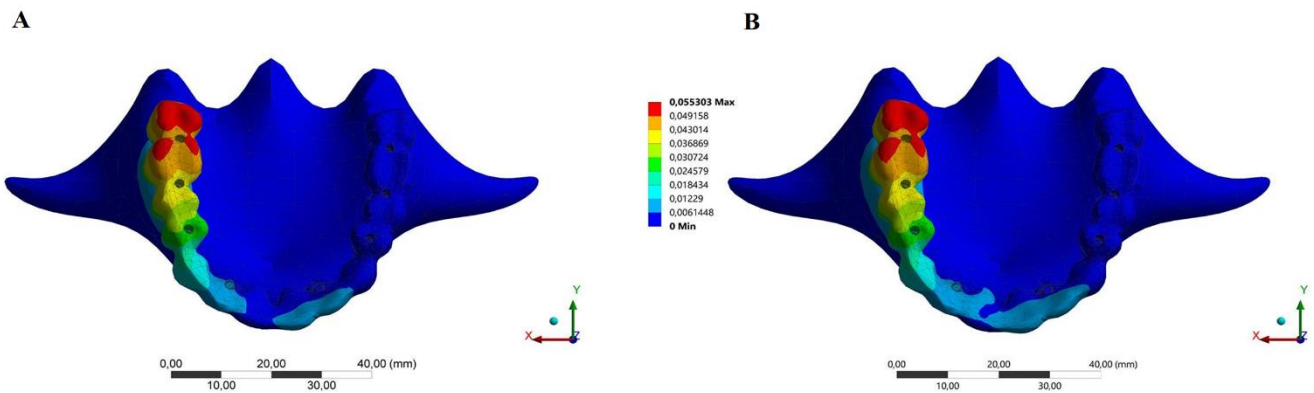 A
B
0,055303 Max
0,049158
0,043014
0,036869
0,030724
0,024579
0,018434
0,01229
0,0061448
0 Min
Y
X
Z
0,00 20,00 40,00 (mm)
10,00 30,00
Y
X
Z
0,00 20,00 40,00 (mm)
10,00 30,00